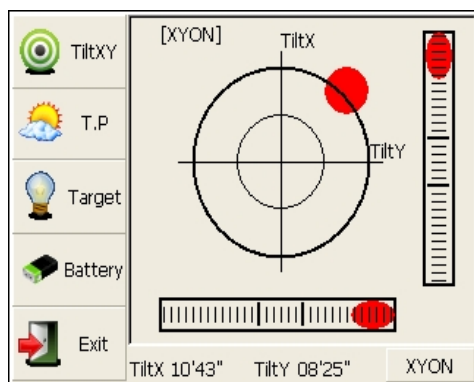 TiltXY
T.P
Target
Battery
Exit
[XYON]
TiltX
TiltY
TiltX 10'43" TiltY 08'25" XYON